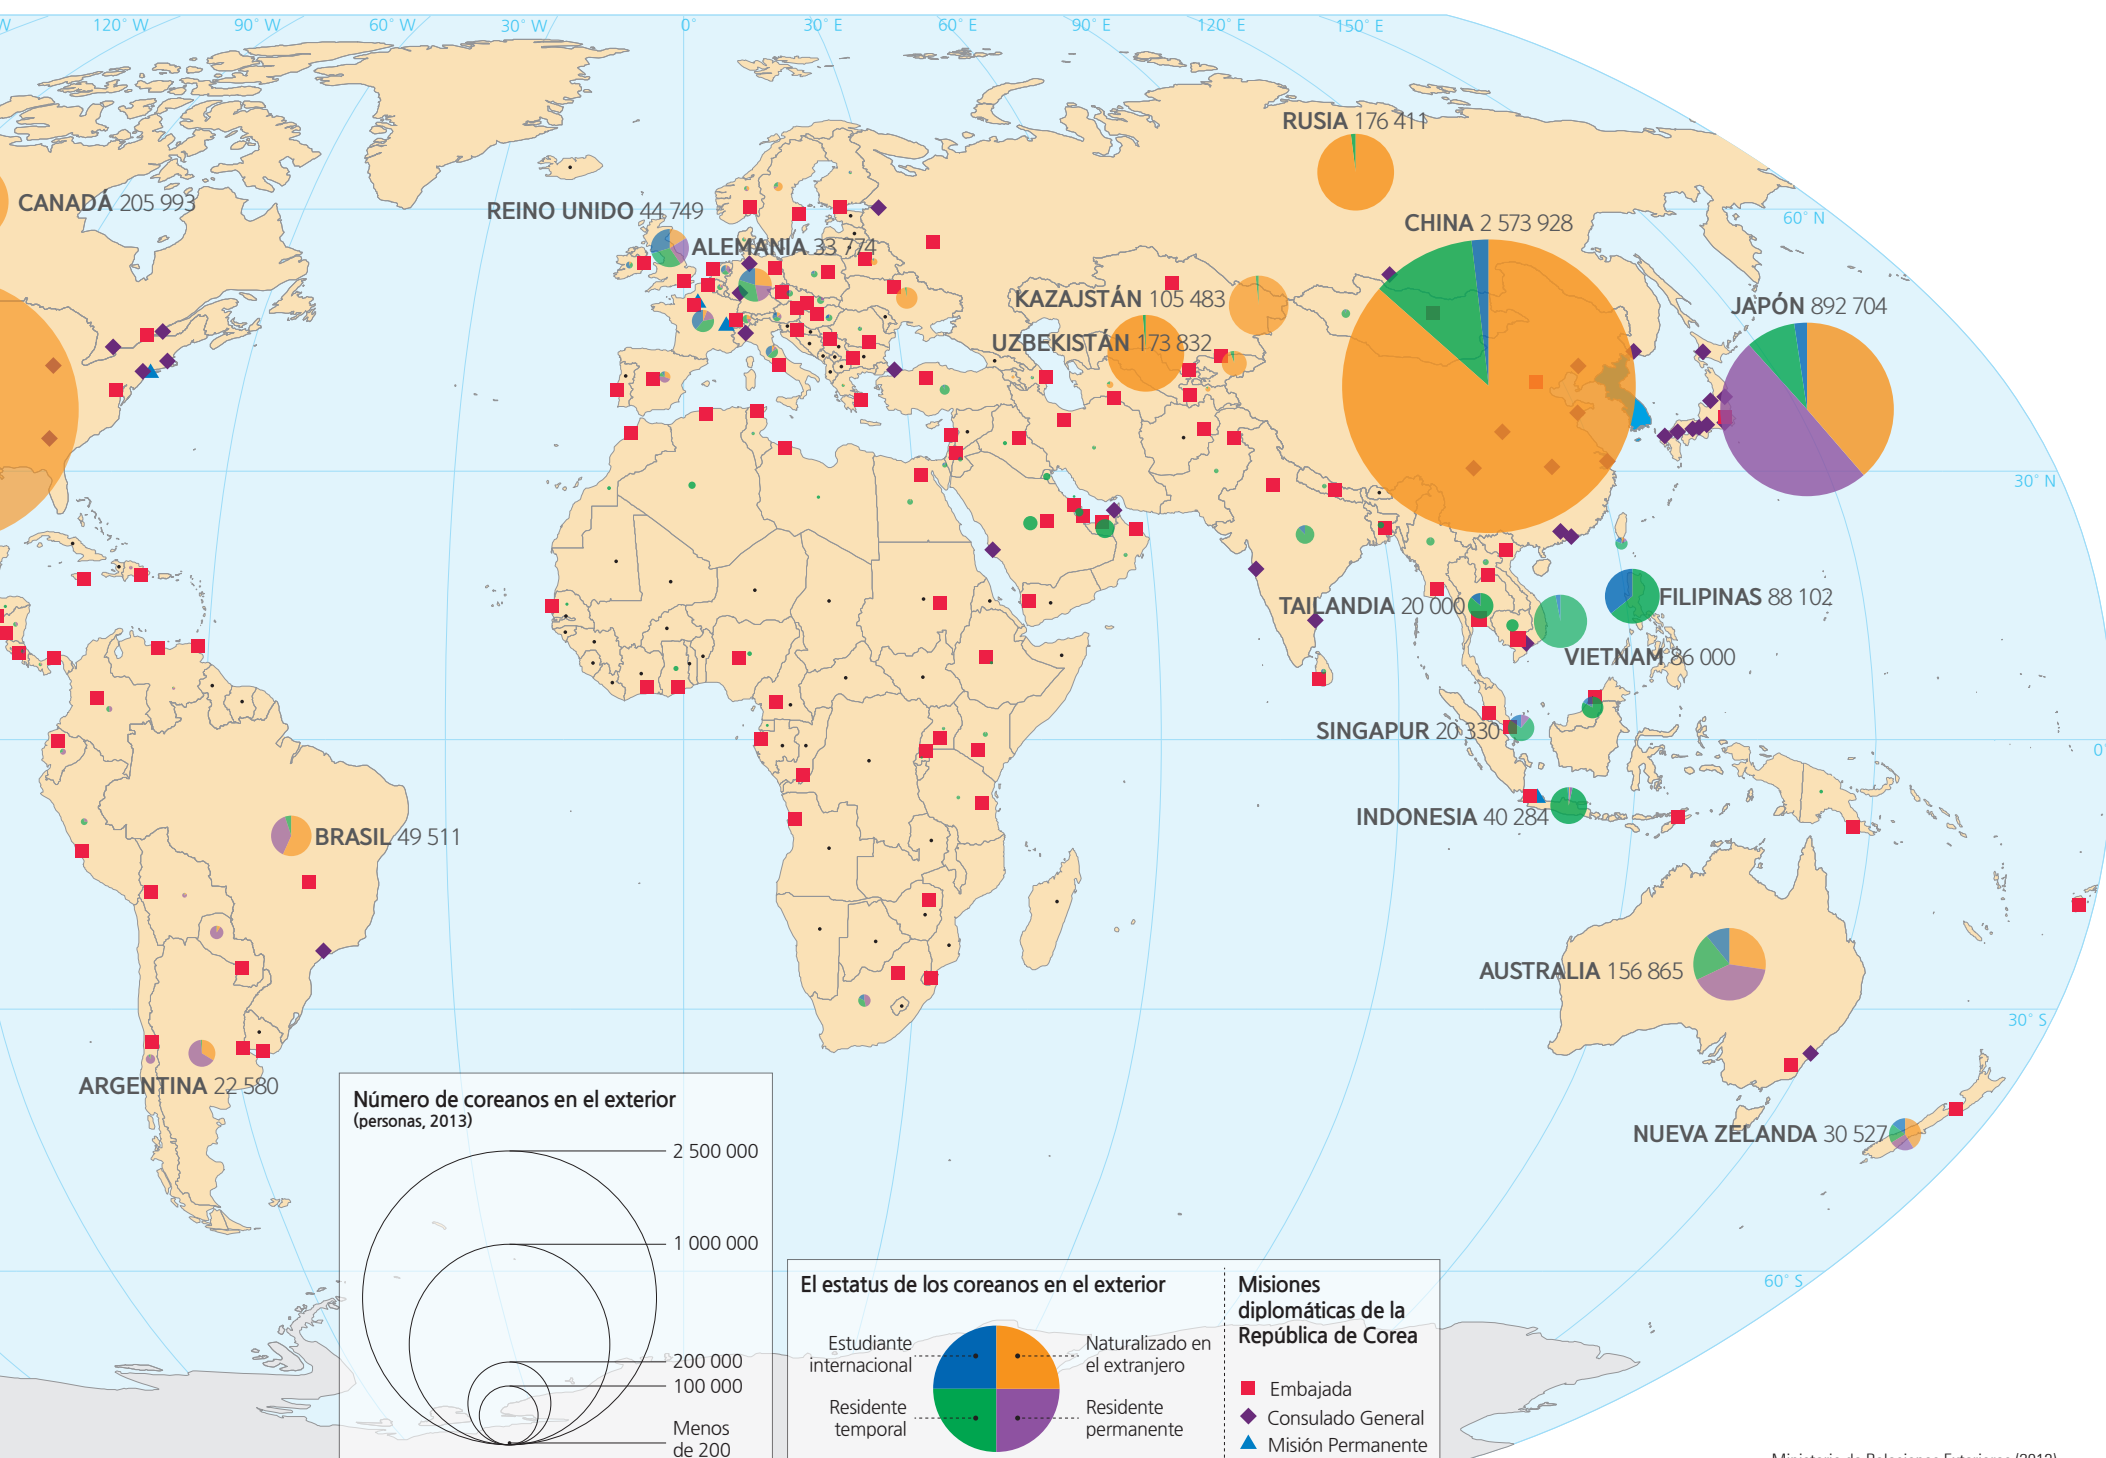 W
120° W
90° W
60° W
30° W
0°
30° E
60° E
90° E
120° E
150° E
RUSIA 176 411
CANADÁ 205 993
REINO UNIDO 44 749
CHINA 2 573 928
60° N
ALEMANIA 33 774
KAZAJSTÁN 105 483
JAPÓN 892 704
UZBEKISTÁN 173 832
30° N
TAILANDIA 20 000
FILIPINAS 88 102
VIETNAM 86 000
SINGAPUR 20 330
0
INDONESIA 40 284
BRASIL 49 511
AUSTRALIA 156 865
30° S
ARGENTINA 22 580
NUEVA ZELANDA 30 527
60° S
Número de coreanos en el exterior
(personas, 2013)
2 500 000
1 000 000
200 000
100 000
Menos
de 200
El estatus de los coreanos en el exterior
Estudiante
internacional
Naturalizado en
el extranjero
Residente
temporal
Residente
permanente
Misiones
diplomáticas de la
República de Corea
Embajada
Consulado General
Misión Permanente